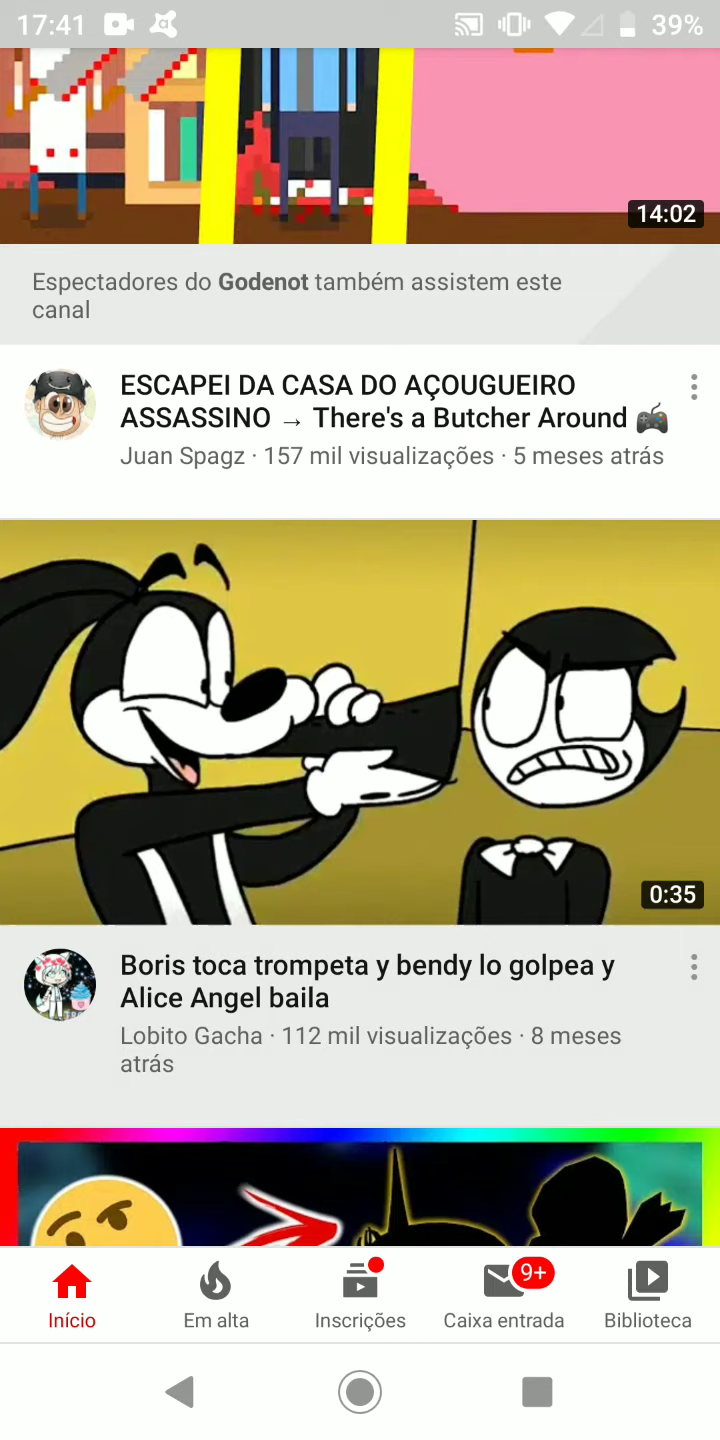 17:41
39%
14:02
Espectadores do Godenot também assistem este
canal
ESCAPEI DA CASA DO AÇOUGUEIRO
ASSASSINO → There's a Butcher Around 🎮
Juan Spagz · 157 mil visualizações · 5 meses atrás
0:35
Boris toca trompeta y bendy lo golpea y
Alice Angel baila
Lobito Gacha · 112 mil visualizações · 8 meses
atrás
9+
Início
Em alta
Inscrições
Caixa entrada
Biblioteca